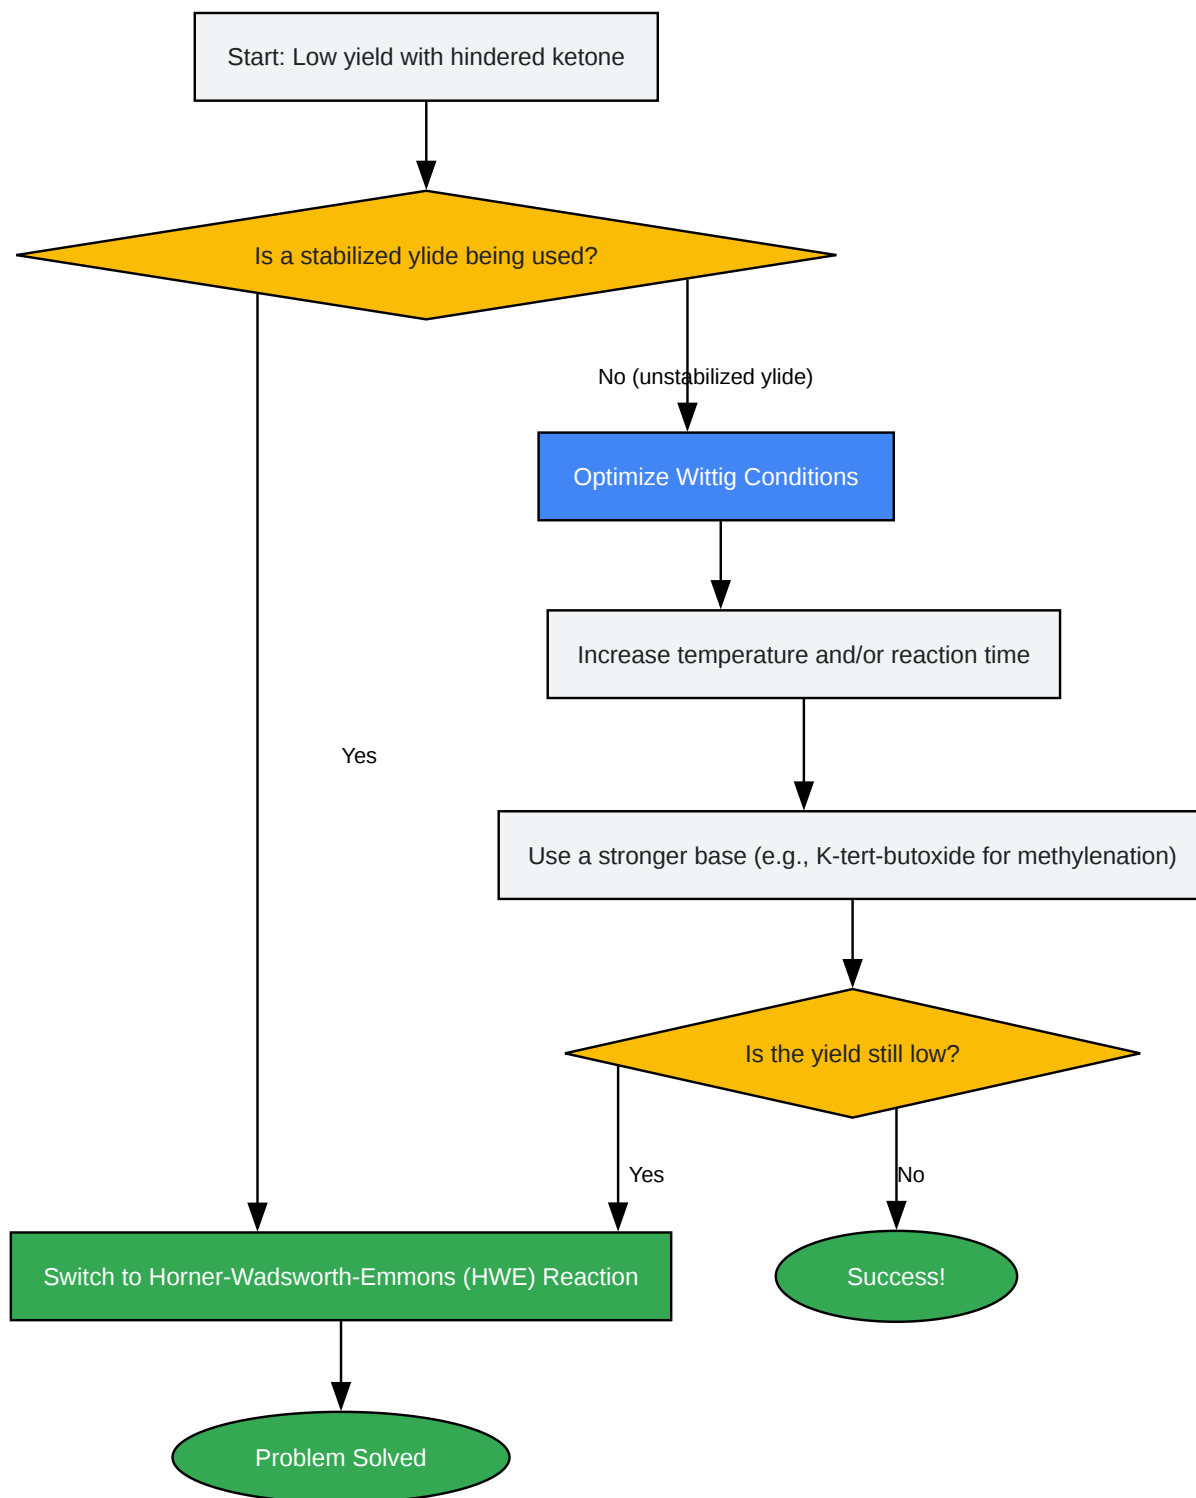 Start: Low yield with hindered ketone
Is a stabilized ylide being used?
No (unstabilized ylide)
Optimize Wittig Conditions
Increase temperature and/or reaction time
Yes
Use a stronger base (e.g., K-tert-butoxide for methylenation)
Is the yield still low?
Yes
No
Switch to Horner-Wadsworth-Emmons (HWE) Reaction
Success!
Problem Solved